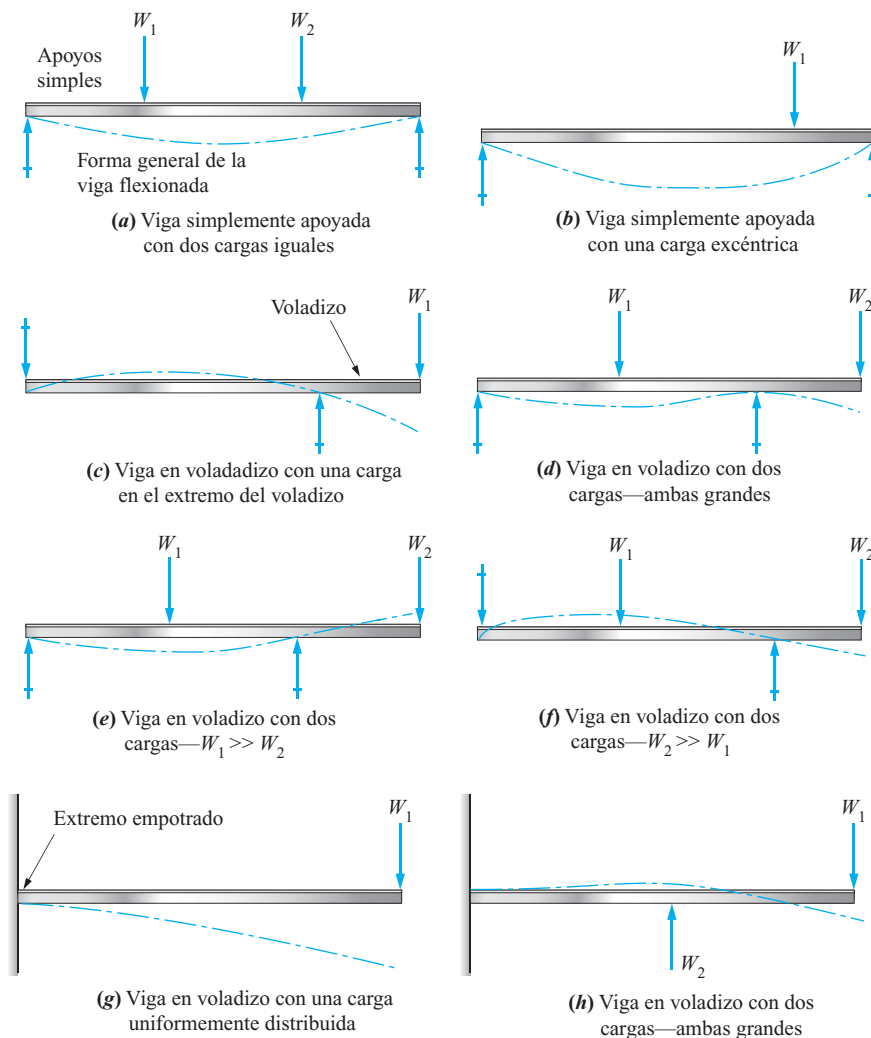 W1
W2
Apoyos
simples
Forma general de la
viga flexionada
(a) Viga simplemente apoyada
con dos cargas iguales
W1
(b) Viga simplemente apoyada
con una carga excéntrica
Voladizo
W1
(c) Viga en voladadizo con una carga
en el extremo del voladizo
W1
W2
(d) Viga en voladizo con dos
cargas—ambas grandes
W1
W2
(e) Viga en voladizo con dos
cargas—W1 >> W2
W1
W2
(f) Viga en voladizo con dos
cargas—W2 >> W1
Extremo empotrado
W1
(g) Viga en voladizo con una carga
uniformemente distribuida
W1
W2
(h) Viga en voladizo con dos
cargas—ambas grandes